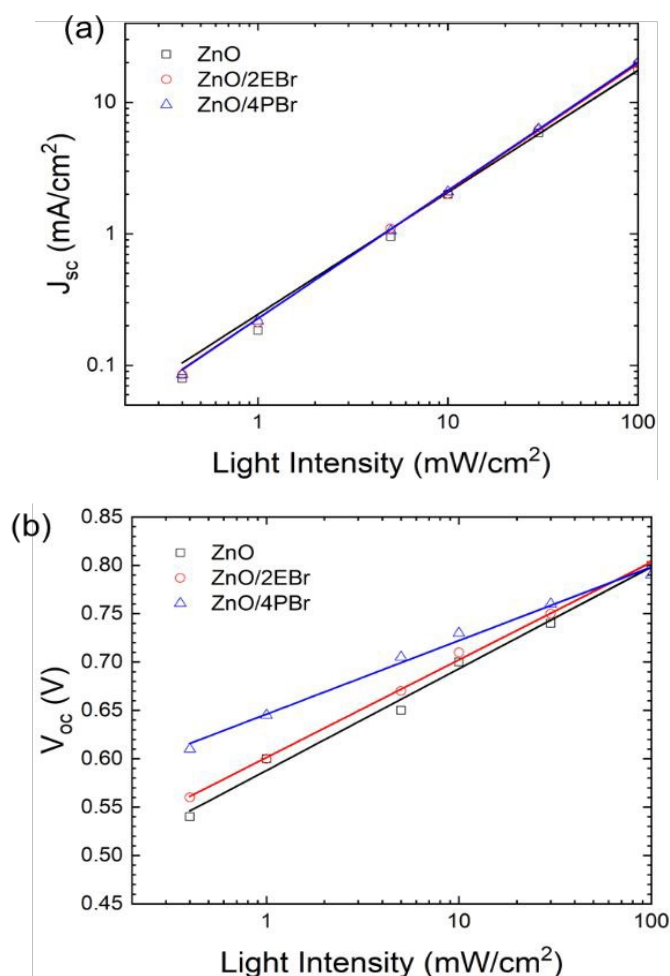 (a)
ZnO
ZnO/2EBr
ZnO/4PBr
10
1
0.1
J_sc (mA/cm²)
1 10 100
Light Intensity (mW/cm²)
(b)
0.85
ZnO
ZnO/2EBr
ZnO/4PBr
0.80
0.75
0.70
0.65
0.60
0.55
0.50
0.45
V_oc (V)
1 10 100
Light Intensity (mW/cm²)